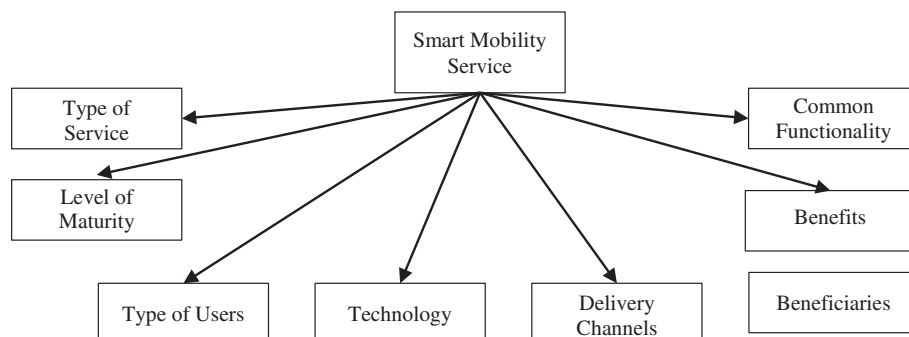 Smart Mobility
Service
Type of
Service
Common
Functionality
Level of
Maturity
Benefits
Type of Users
Technology
Delivery
Channels
Beneficiaries